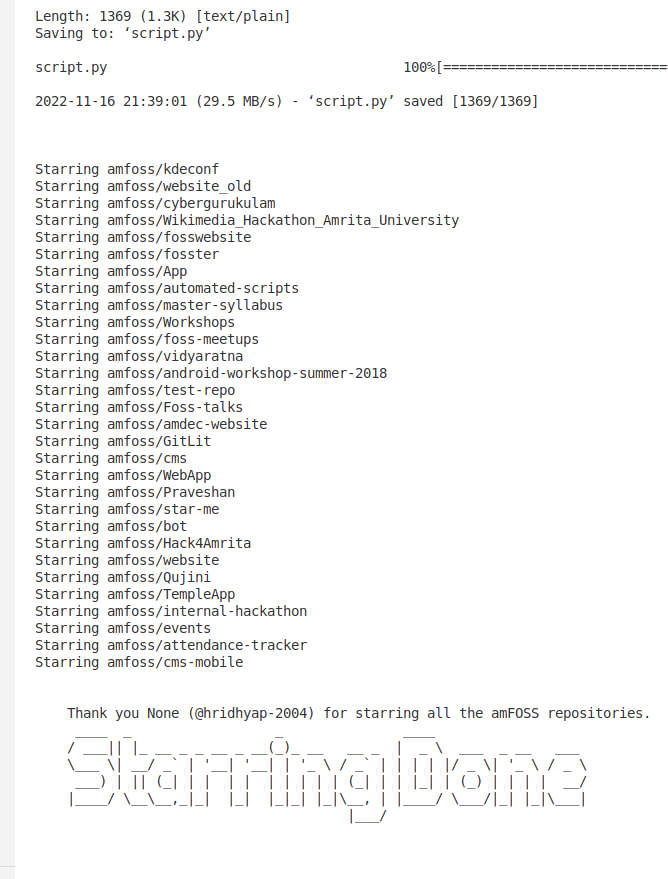 Length: 1369 (1.3K) [text/plain]
Saving to: ‘script.py’
script.py 100%[============================
2022-11-16 21:39:01 (29.5 MB/s) - ‘script.py’ saved [1369/1369]
Starring amfoss/kdeconf
Starring amfoss/website_old
Starring amfoss/cybergurukulam
Starring amfoss/Wikimedia_Hackathon_Amrita_University
Starring amfoss/fosswebsite
Starring amfoss/fosster
Starring amfoss/App
Starring amfoss/automated-scripts
Starring amfoss/master-syllabus
Starring amfoss/Workshops
Starring amfoss/foss-meetups
Starring amfoss/vidyaratna
Starring amfoss/android-workshop-summer-2018
Starring amfoss/test-repo
Starring amfoss/Foss-talks
Starring amfoss/amdec-website
Starring amfoss/GitLit
Starring amfoss/cms
Starring amfoss/WebApp
Starring amfoss/Praveshan
Starring amfoss/star-me
Starring amfoss/bot
Starring amfoss/Hack4Amrita
Starring amfoss/website
Starring amfoss/Qujini
Starring amfoss/TempleApp
Starring amfoss/internal-hackathon
Starring amfoss/events
Starring amfoss/attendance-tracker
Starring amfoss/cms-mobile
Thank you None (@hridhyap-2004) for starring all the amFOSS repositories.
Starring Done